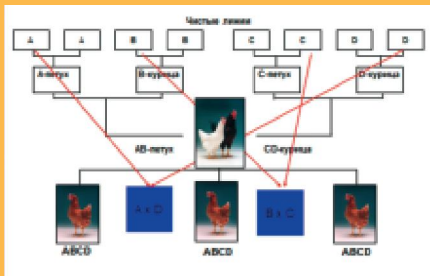 Чистые линии
A A B B C C D D
A-петух B-курица C-петух D-курица
AB-петух CD-курица
A x D B x C
ABCD ABCD ABCD